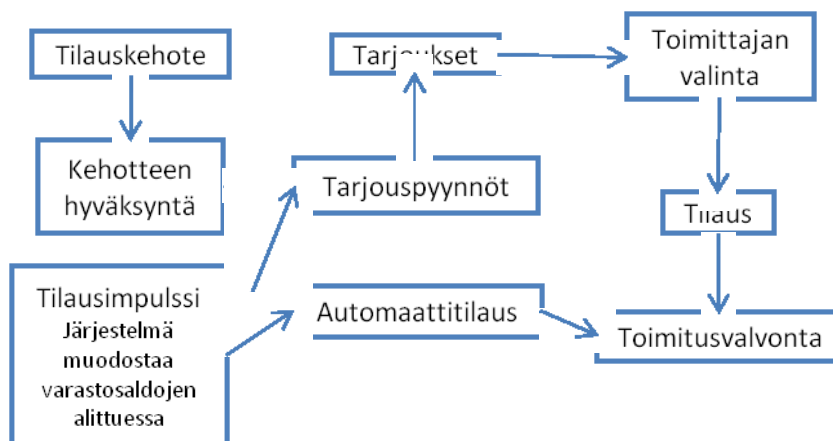 Tilauskehote
Kehotteen
hyväksyntä
Tilausimpulssi
Järjestelmä
muodostaa
varastosaldojen
alittuessa
Tarjoukset
Tarjouspyynnöt
Automaattitilaus
Toimittajan
valinta
Tilaus
Toimitusvalvonta